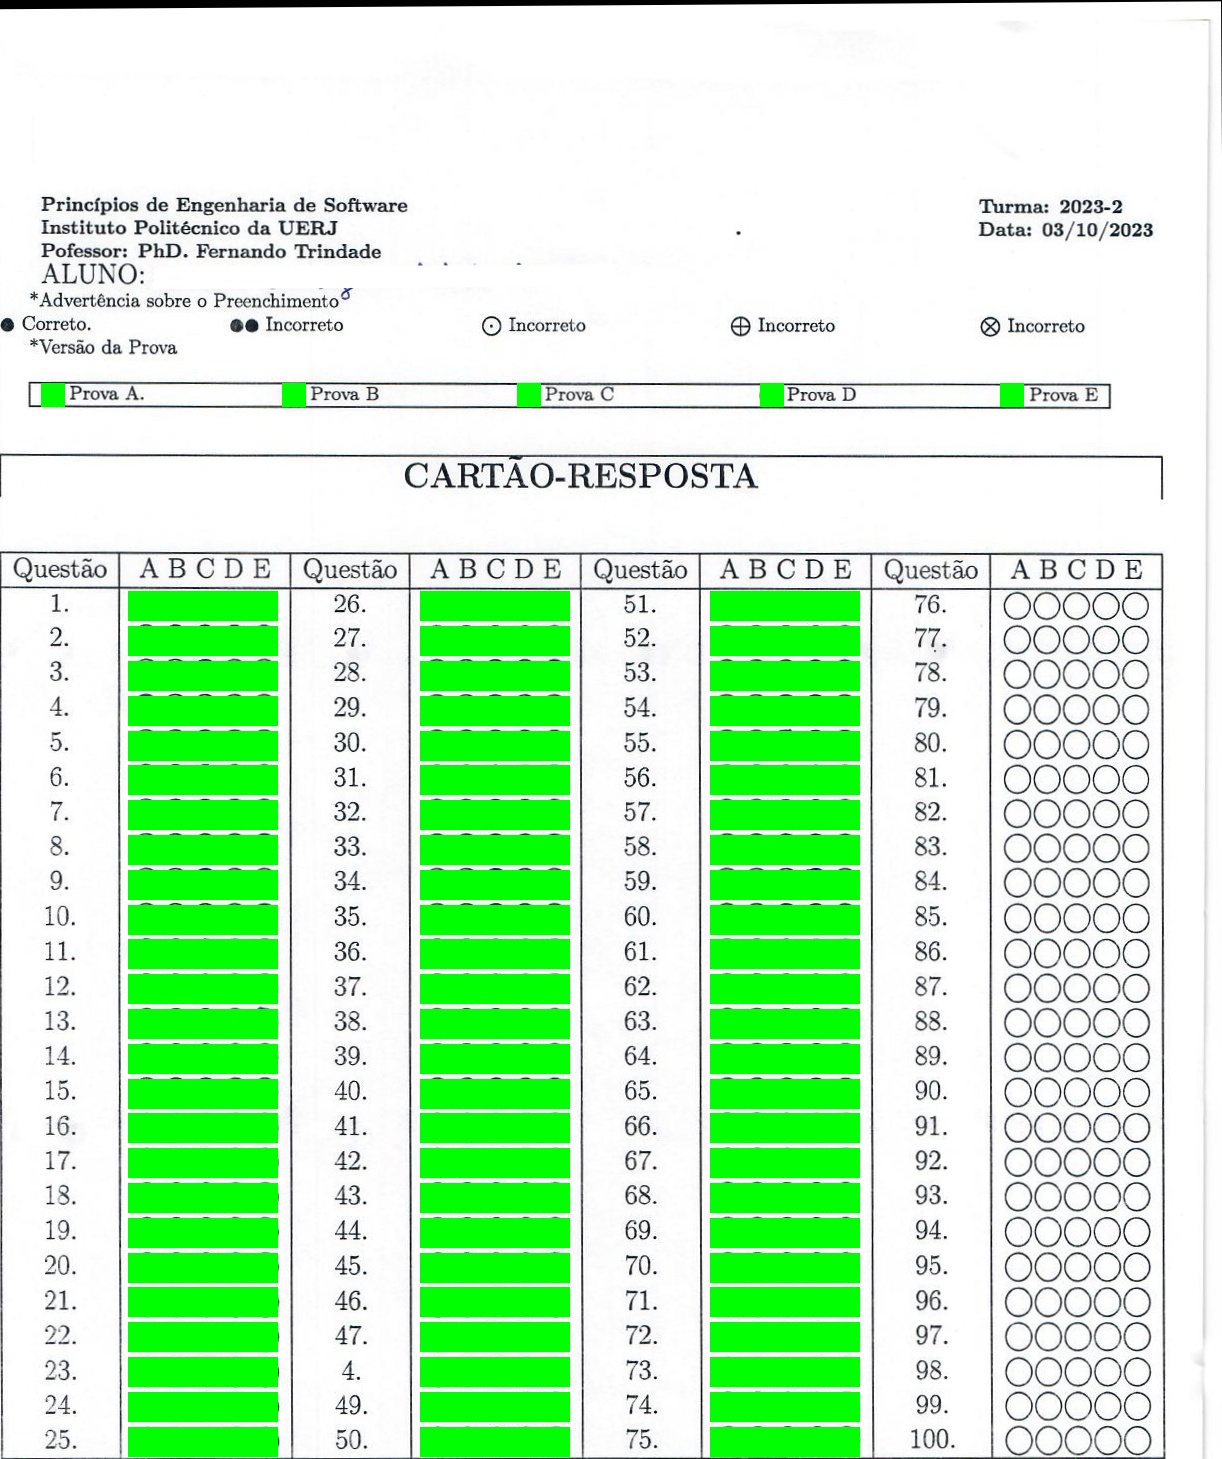 Princípios de Engenharia de Software
Turma: 2023-2
Instituto Politécnico da UERJ
Data: 03/10/2023
Pofessor: PhD. Fernando Trindade
ALUNO:
*Advertência sobre o Preenchimento
Correto. Incorreto Incorreto Incorreto Incorreto
*Versão da Prova
Prova A. Prova B Prova C Prova D Prova E
CARTÃO-RESPOSTA
Questão A B C D E Questão A B C D E Questão A B C D E Questão A B C D E
1. 26. 51. 76.
2. 27. 52. 77.
3. 28. 53. 78.
4. 29. 54. 79.
5. 30. 55. 80.
6. 31. 56. 81.
7. 32. 57. 82.
8. 33. 58. 83.
9. 34. 59. 84.
10. 35. 60. 85.
11. 36. 61. 86.
12. 37. 62. 87.
13. 38. 63. 88.
14. 39. 64. 89.
15. 40. 65. 90.
16. 41. 66. 91.
17. 42. 67. 92.
18. 43. 68. 93.
19. 44. 69. 94.
20. 45. 70. 95.
21. 46. 71. 96.
22. 47. 72. 97.
23. 4. 73. 98.
24. 49. 74. 99.
25. 50. 75. 100.